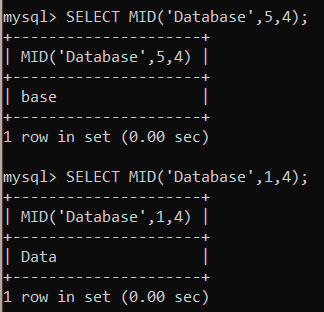 mysql> SELECT MID('Database',5,4);
+---------------------+
| MID('Database',5,4) |
+---------------------+
| base                |
+---------------------+
1 row in set (0.00 sec)
mysql> SELECT MID('Database',1,4);
+---------------------+
| MID('Database',1,4) |
+---------------------+
| Data                |
+---------------------+
1 row in set (0.00 sec)